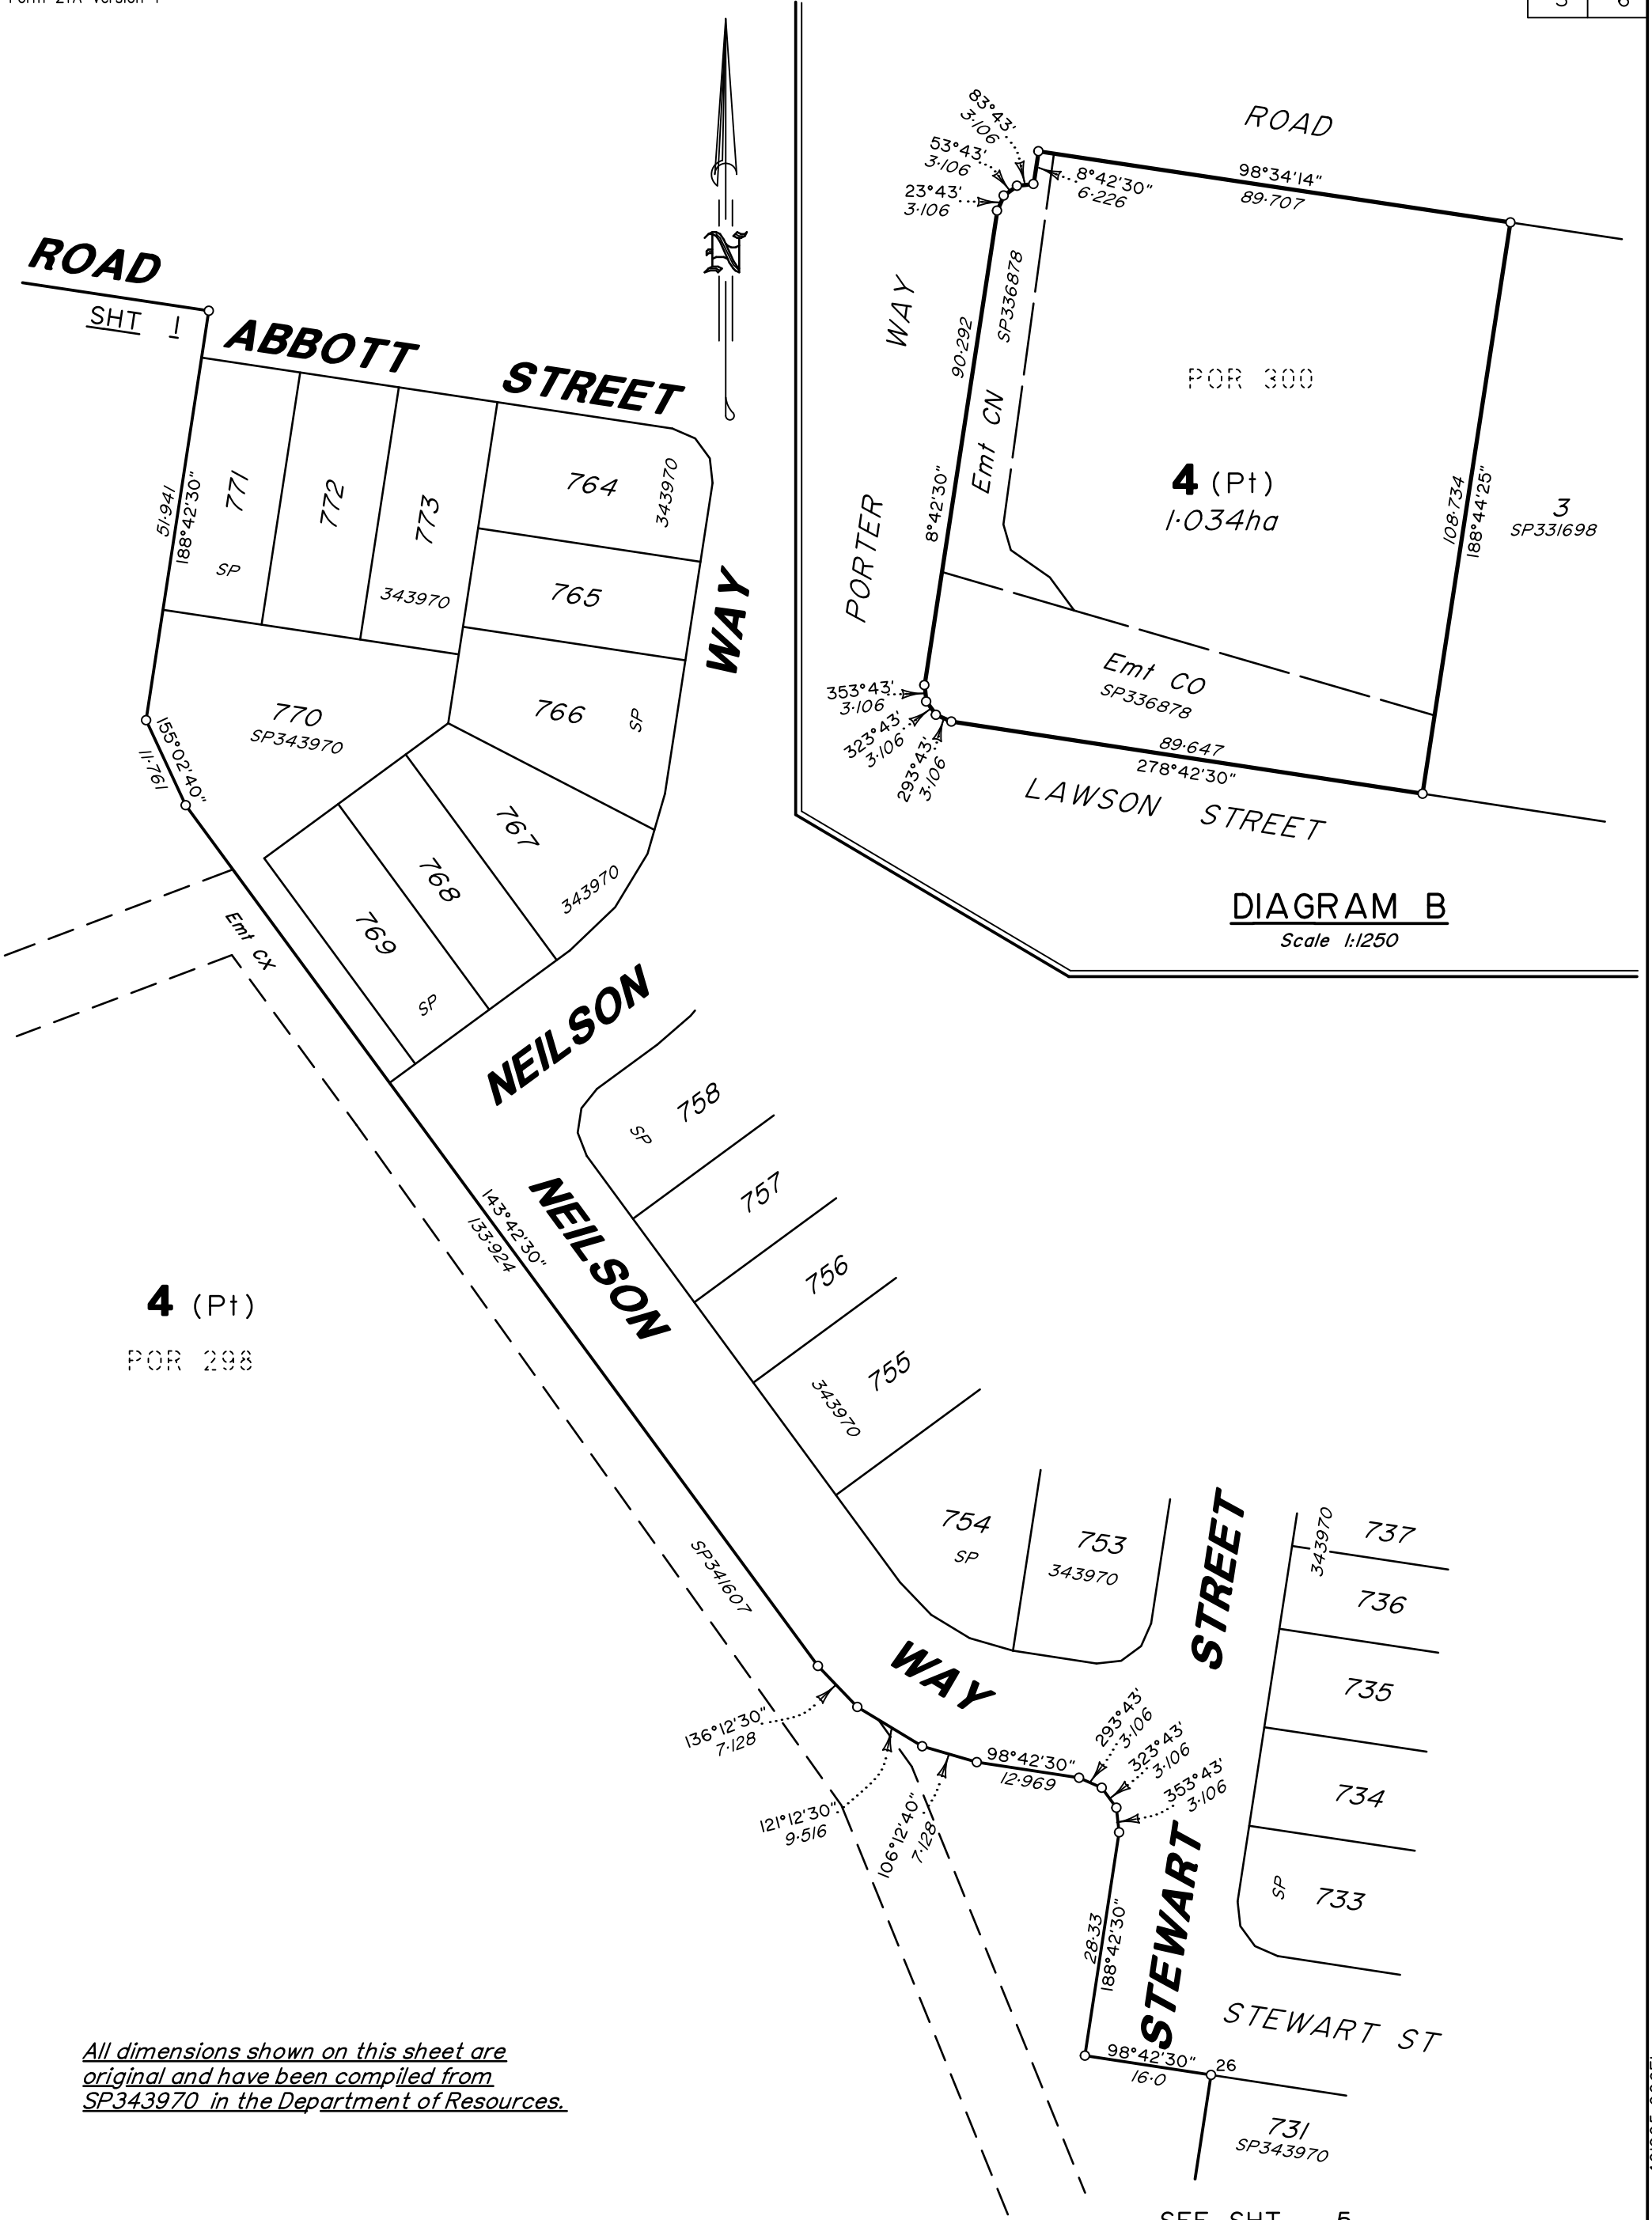 Form 21A Version 1
5 6
N
ROAD
SHT 1
ABBOTT STREET
51·941
188°42'30"
771
SP
772
773
343970
764
343970
765
766
SP
WAY
770
SP343970
155°02'40"
11·761
767
343970
768
769
SP
Emt CX
NEILSON
NEILSON
143°42'30"
133·924
758
SP
757
756
755
343970
4 (Pt)
POR 298
SP341607
754
SP
753
343970
WAY
STREET
343970
737
736
735
734
733
SP
136°12'30"
7·128
121°12'30"
9·516
106°12'40"
7·128
98°42'30"
12·969
293°43'
3·106
323°43'
3·106
353°43'
3·106
28·33
188°42'30"
STEWART
STEWART ST
98°42'30"
16·0
26
731
SP343970
All dimensions shown on this sheet are
original and have been compiled from
SP343970 in the Department of Resources.
ROAD
83°43'
3·106
53°43'
3·106
23°43'
3·106
8°42'30"
6·226
98°34'14"
89·707
PORTER WAY
90·292
8°42'30"
SP336878
Emt CN
POR 300
4 (Pt)
1·034ha
108·734
188°44'25"
3
SP331698
Emt CO
SP336878
353°43'
3·106
323°43'
3·106
293°43'
3·106
89·647
278°42'30"
LAWSON STREET
DIAGRAM B
Scale 1:1250
SEE SHT 5